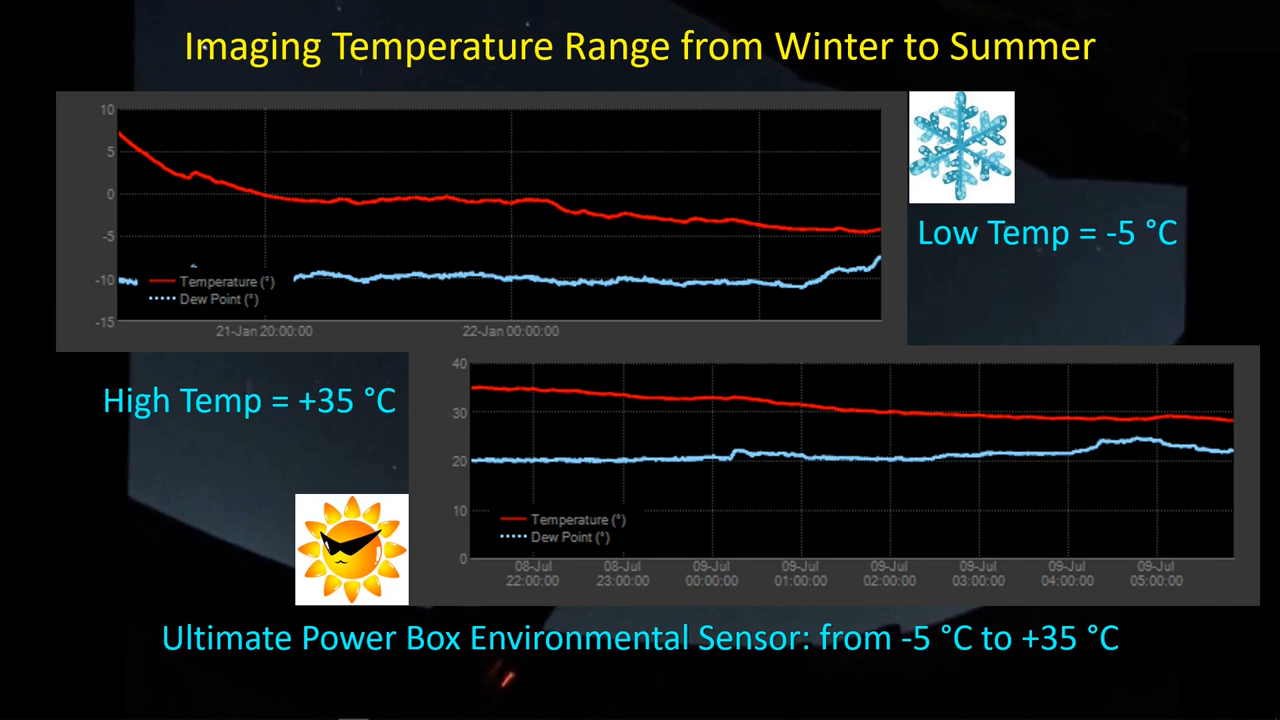 Imaging Temperature Range from Winter to Summer
10
5
0
-5
-10
-15
Temperature (°)
Dew Point (°)
21-Jan 20:00:00
22-Jan 00:00:00
Low Temp = -5 °C
High Temp = +35 °C
40
30
20
10
0
Temperature (°)
Dew Point (°)
08-Jul 22:00:00
08-Jul 23:00:00
09-Jul 00:00:00
09-Jul 01:00:00
09-Jul 02:00:00
09-Jul 03:00:00
09-Jul 04:00:00
09-Jul 05:00:00
Ultimate Power Box Environmental Sensor: from -5 °C to +35 °C